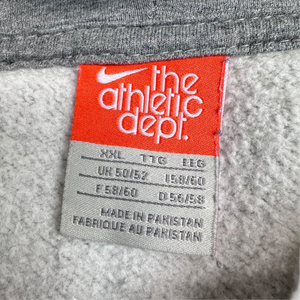 the
athletic
dept.
XXL TTG EEG
UK 50/52 I 58/60
F 58/60 D 56/58
MADE IN PAKISTAN
FABRIQUE AU PAKISTAN